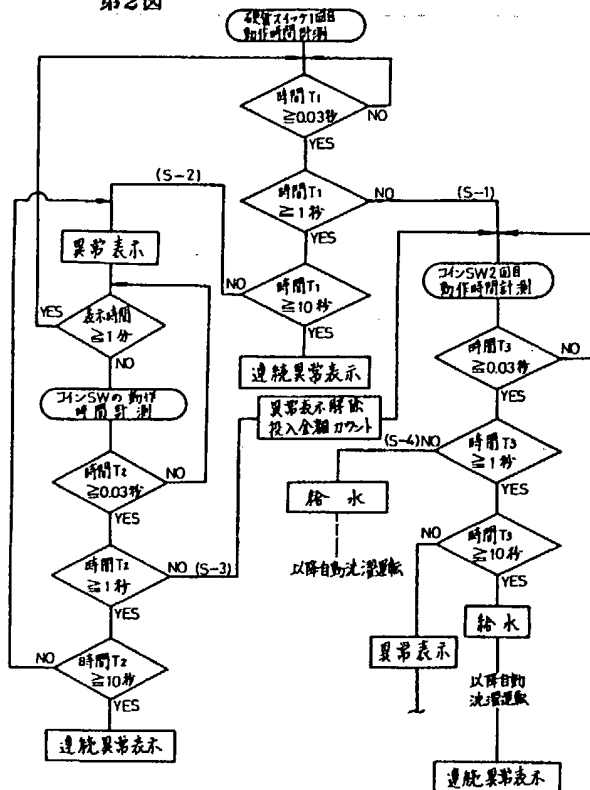 第2図
硬貨スイッチ1回目
動作時間計測
時間T1
≧0.03秒
NO
YES
(S-2)
時間T1
≧1秒
NO
(S-1)
YES
異常表示
時間T1
≧10秒
NO
YES
連続異常表示
コインSW2回目
動作時間計測
YES
表示時間
≧1分
NO
コインSWの動作
時間計測
異常表示解除
投入金額カウント
時間T3
≧0.03秒
NO
YES
時間T2
≧0.03秒
NO
YES
(S-4)NO
時間T3
≧1秒
YES
給水
以降自動洗濯運転
時間T2
≧1秒
NO (S-3)
YES
NO
時間T3
≧10秒
YES
給水
異常表示
以降自動
洗濯運転
NO
時間T2
≧10秒
YES
連続異常表示
連続異常表示